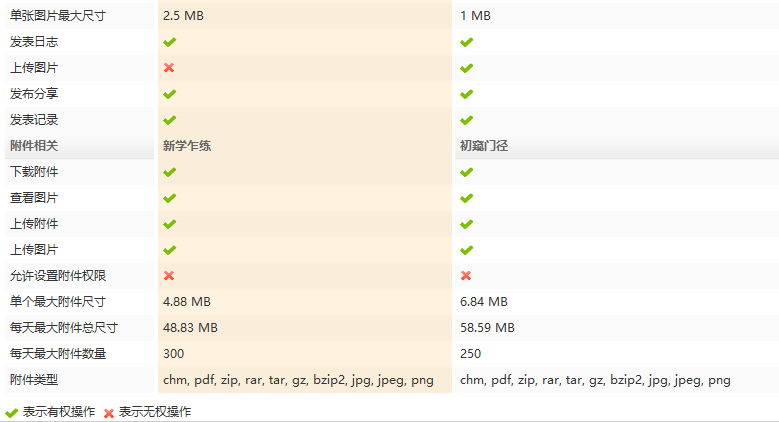 单张图片最大尺寸 2.5 MB 1 MB
发表日志
上传图片
发布分享
发表记录
附件相关 新学乍练 初窥门径
下载附件
查看图片
上传附件
上传图片
允许设置附件权限
单个最大附件尺寸 4.88 MB 6.84 MB
每天最大附件总尺寸 48.83 MB 58.59 MB
每天最大附件数量 300 250
附件类型 chm, pdf, zip, rar, tar, gz, bzip2, jpg, jpeg, png chm, pdf, zip, rar, tar, gz, bzip2, jpg, jpeg, png
表示有权操作 表示无权操作